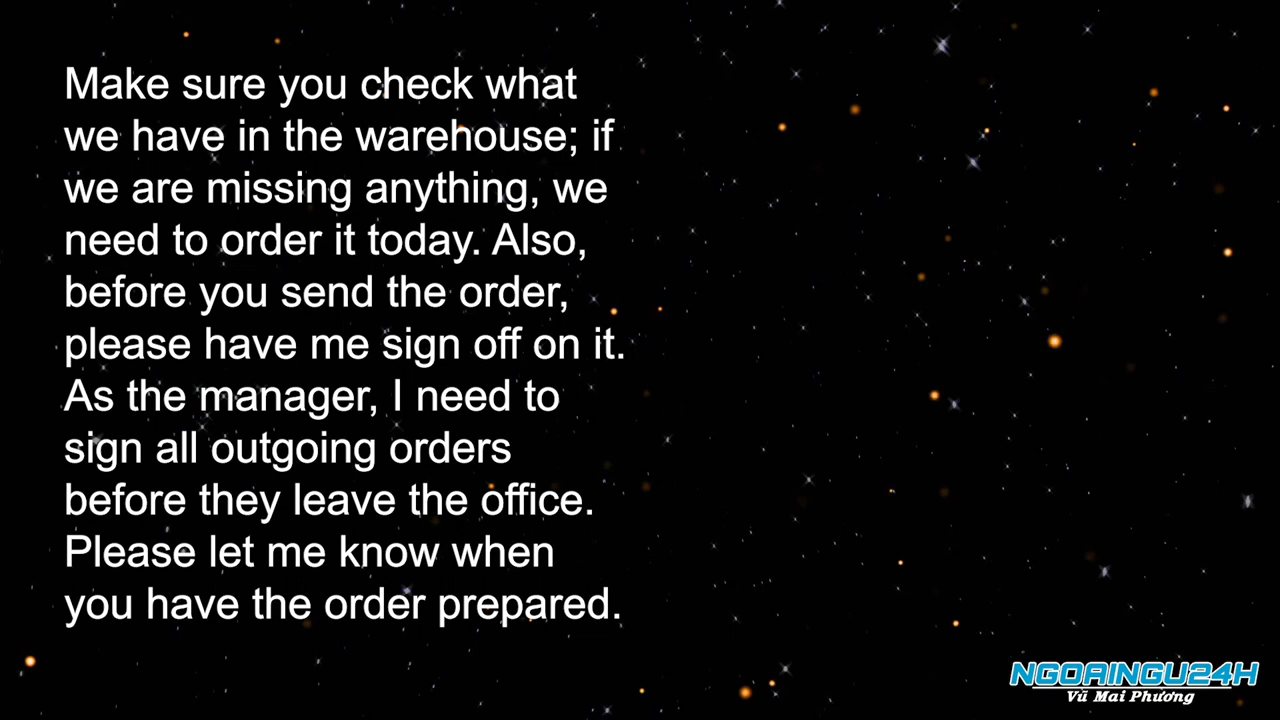 Make sure you check what
we have in the warehouse; if
we are missing anything, we
need to order it today. Also,
before you send the order,
please have me sign off on it.
As the manager, I need to
sign all outgoing orders
before they leave the office.
Please let me know when
you have the order prepared.
NGOAINGU24H
Vũ Mai Phương